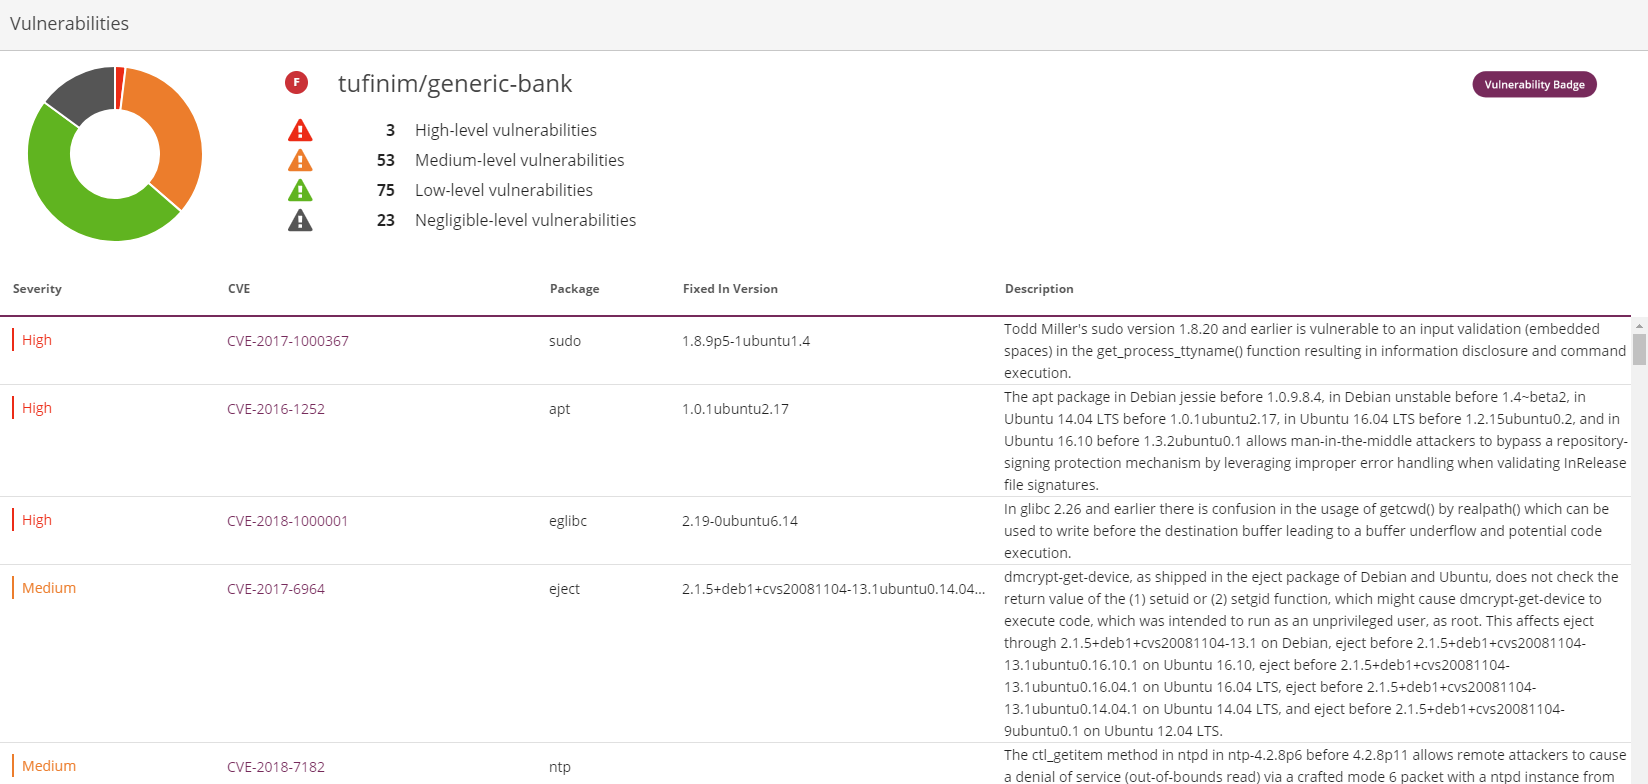 Vulnerabilities
F
tufinim/generic-bank
Vulnerability Badge
3 High-level vulnerabilities
53 Medium-level vulnerabilities
75 Low-level vulnerabilities
23 Negligible-level vulnerabilities
Severity CVE Package Fixed In Version Description
High CVE-2017-1000367 sudo 1.8.9p5-1ubuntu1.4
Todd Miller's sudo version 1.8.20 and earlier is vulnerable to an input validation (embedded
spaces) in the get_process_ttyname() function resulting in information disclosure and command
execution.
High CVE-2016-1252 apt 1.0.1ubuntu2.17
The apt package in Debian jessie before 1.0.9.8.4, in Debian unstable before 1.4~beta2, in
Ubuntu 14.04 LTS before 1.0.1ubuntu2.17, in Ubuntu 16.04 LTS before 1.2.15ubuntu0.2, and in
Ubuntu 16.10 before 1.3.2ubuntu0.1 allows man-in-the-middle attackers to bypass a repository-
signing protection mechanism by leveraging improper error handling when validating InRelease
file signatures.
High CVE-2018-1000001 eglibc 2.19-0ubuntu6.14
In glibc 2.26 and earlier there is confusion in the usage of getcwd() by realpath() which can be
used to write before the destination buffer leading to a buffer underflow and potential code
execution.
Medium CVE-2017-6964 eject 2.1.5+deb1+cvs20081104-13.1ubuntu0.14.04...
dmcrypt-get-device, as shipped in the eject package of Debian and Ubuntu, does not check the
return value of the (1) setuid or (2) setgid function, which might cause dmcrypt-get-device to
execute code, which was intended to run as an unprivileged user, as root. This affects eject
through 2.1.5+deb1+cvs20081104-13.1 on Debian, eject before 2.1.5+deb1+cvs20081104-
13.1ubuntu0.16.10.1 on Ubuntu 16.10, eject before 2.1.5+deb1+cvs20081104-
13.1ubuntu0.16.04.1 on Ubuntu 16.04 LTS, eject before 2.1.5+deb1+cvs20081104-
13.1ubuntu0.14.04.1 on Ubuntu 14.04 LTS, and eject before 2.1.5+deb1+cvs20081104-
9ubuntu0.1 on Ubuntu 12.04 LTS.
Medium CVE-2018-7182 ntp
The ctl_getitem method in ntpd in ntp-4.2.8p6 before 4.2.8p11 allows remote attackers to cause
a denial of service (out-of-bounds read) via a crafted mode 6 packet with a ntpd instance from